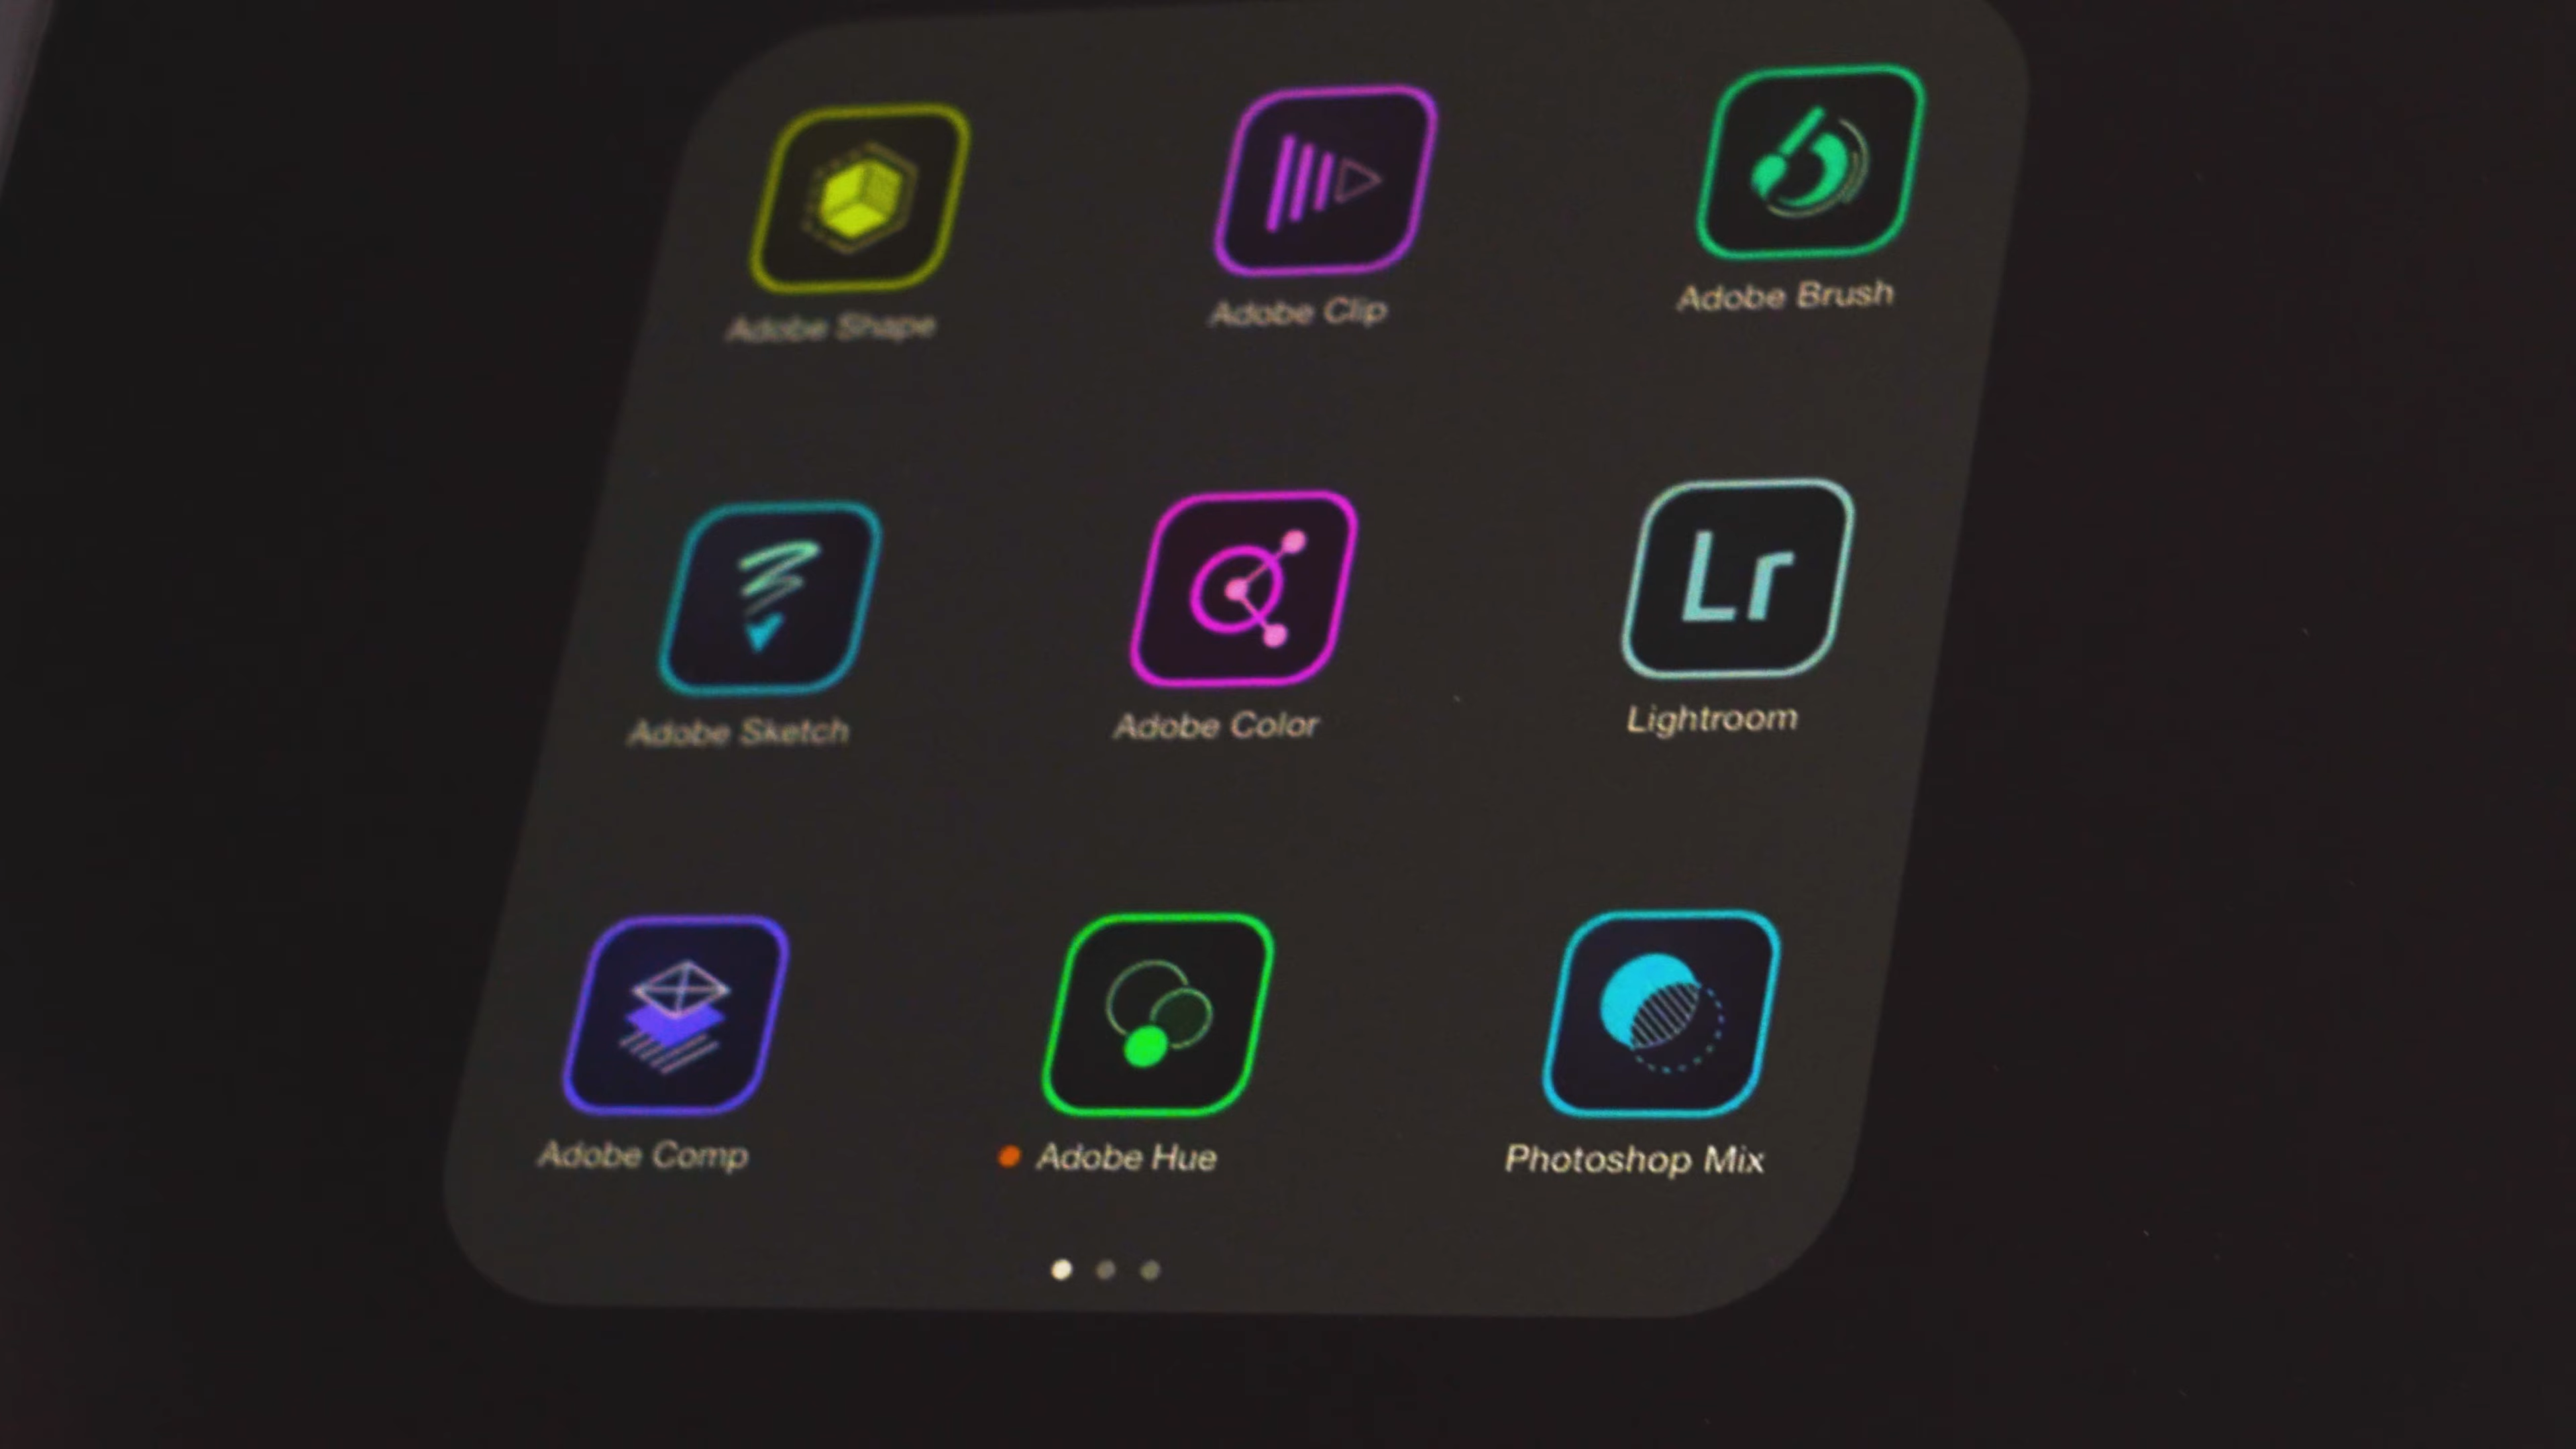 Adobe Shape
Adobe Clip
Adobe Brush
Adobe Sketch
Adobe Color
Lr
Lightroom
Adobe Comp
Adobe Hue
Photoshop Mix